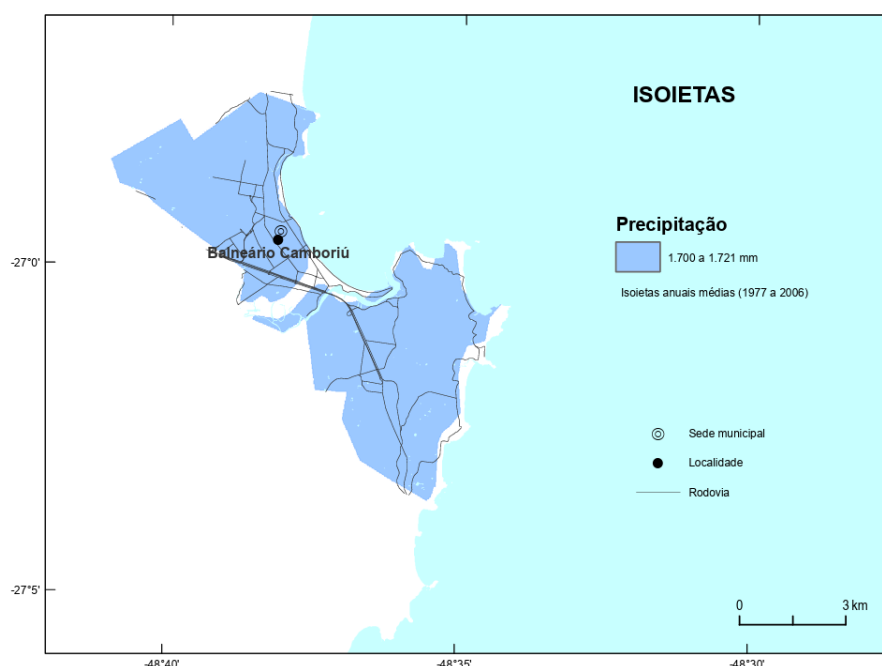 ISOIETAS
Precipitação
1.700 a 1.721 mm
Isoietas anuais médias (1977 a 2006)
Balneário Camboriú
-27°0'
Sede municipal
Localidade
Rodovia
-27°5'
0 3 km
-48°40' -48°35' -48°30'